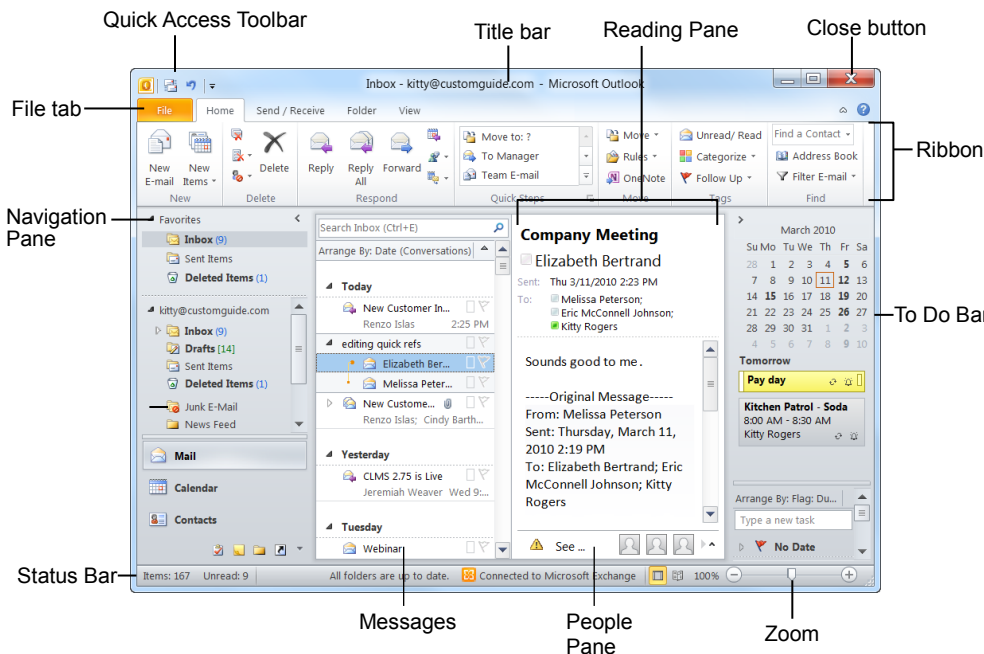 Quick Access Toolbar
Title bar
Reading Pane
Close button
Inbox - kitty@customguide.com - Microsoft Outlook
File tab
File Home Send / Receive Folder View
Ribbon
New E-mail
New Items
New
Delete
Delete
Reply
Reply All
Forward
Respond
Move to: ?
To Manager
Team E-mail
Quick Steps
Move
Rules
OneNote
Move
Unread/ Read
Categorize
Follow Up
Tags
Find a Contact
Address Book
Filter E-mail
Find
Navigation
Pane
Favorites
Inbox (9)
Sent Items
Deleted Items (1)
kitty@customguide.com
Inbox (9)
Drafts [14]
Sent Items
Deleted Items (1)
Junk E-Mail
News Feed
Mail
Calendar
Contacts
Search Inbox (Ctrl+E)
Arrange By: Date (Conversations)
Today
New Customer In...
Renzo Islas 2:25 PM
editing quick refs
Elizabeth Ber...
Melissa Peter...
New Custome...
Renzo Islas; Cindy Barth...
Yesterday
CLMS 2.75 is Live
Jeremiah Weaver Wed 9:...
Tuesday
Webinar
Company Meeting
Elizabeth Bertrand
Sent: Thu 3/11/2010 2:23 PM
To: Melissa Peterson;
Eric McConnell Johnson;
Kitty Rogers
Sounds good to me.
-----Original Message-----
From: Melissa Peterson
Sent: Thursday, March 11,
2010 2:19 PM
To: Elizabeth Bertrand; Eric
McConnell Johnson; Kitty
Rogers
See ...
March 2010
Su Mo Tu We Th Fr Sa
28 1 2 3 4 5 6
7 8 9 10 11 12 13
14 15 16 17 18 19 20
21 22 23 24 25 26 27
28 29 30 31 1 2 3
4 5 6 7 8 9 10
To Do Bar
Tomorrow
Pay day
Kitchen Patrol - Soda
8:00 AM - 8:30 AM
Kitty Rogers
Arrange By: Flag: Du...
Type a new task
No Date
Status Bar
Items: 167 Unread: 9 All folders are up to date. Connected to Microsoft Exchange 100%
Messages
People
Pane
Zoom